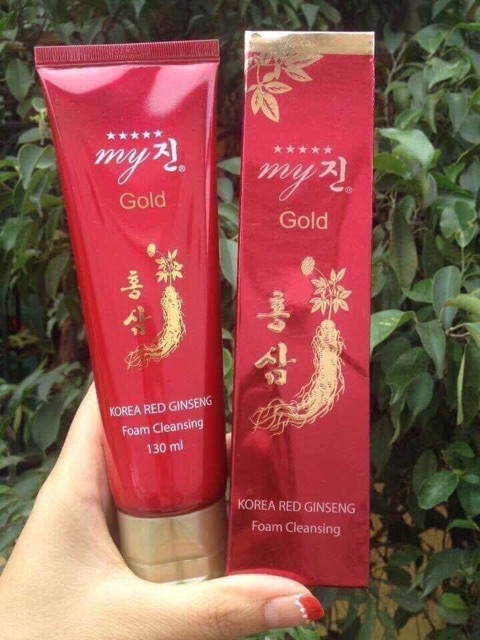 ★★★★★
my진®
Gold
홍
삼
KOREA RED GINSENG
Foam Cleansing
130 ml
★★★★★
my진®
Gold
홍
삼
KOREA RED GINSENG
Foam Cleansing